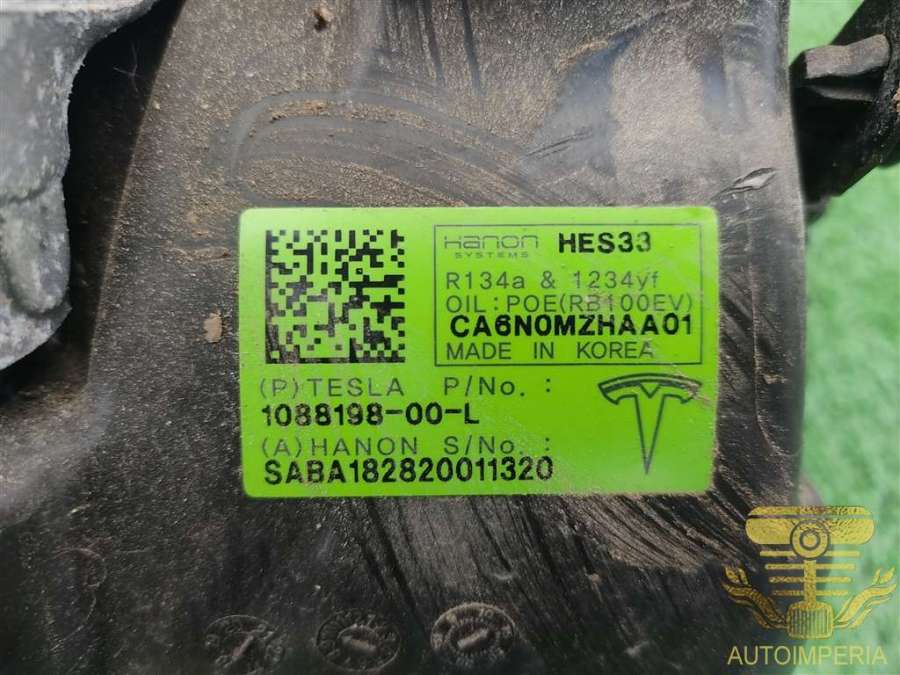 Hanon SYSTEMS HES33
R134a & 1234yf
OIL:POE(RB100EV)
CA6N0MZHAA01
MADE IN KOREA
(P)TESLA P/No. :
1088198-00-L
(A)HANON S/No. :
SABA182820011320
AUTOIMPERIA